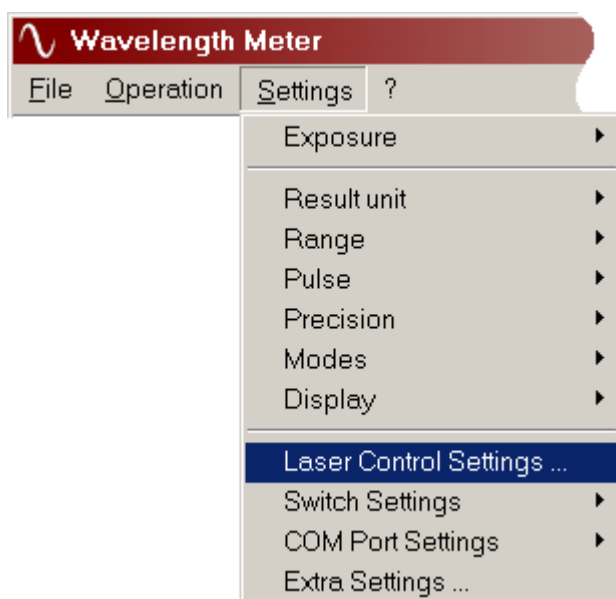 Wavelength Meter
File Operation Settings ?
Exposure
Result unit
Range
Pulse
Precision
Modes
Display
Laser Control Settings ...
Switch Settings
COM Port Settings
Extra Settings ...